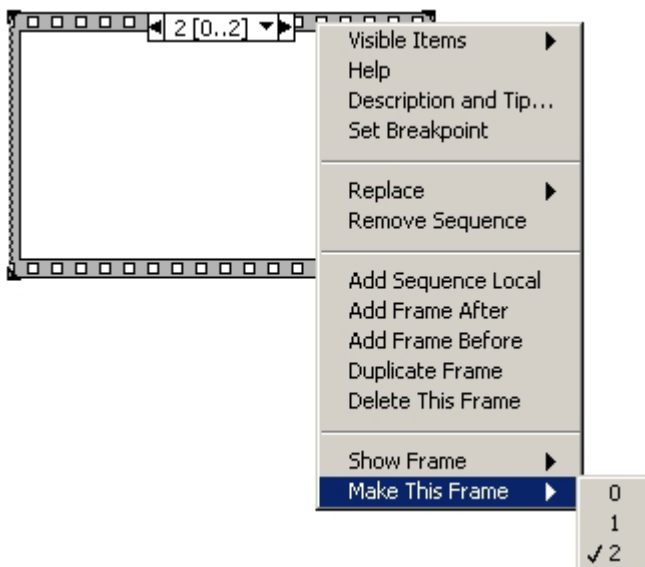 2 [0..2]
Visible Items
Help
Description and Tip...
Set Breakpoint
Replace
Remove Sequence
Add Sequence Local
Add Frame After
Add Frame Before
Duplicate Frame
Delete This Frame
Show Frame
Make This Frame
0
1
2